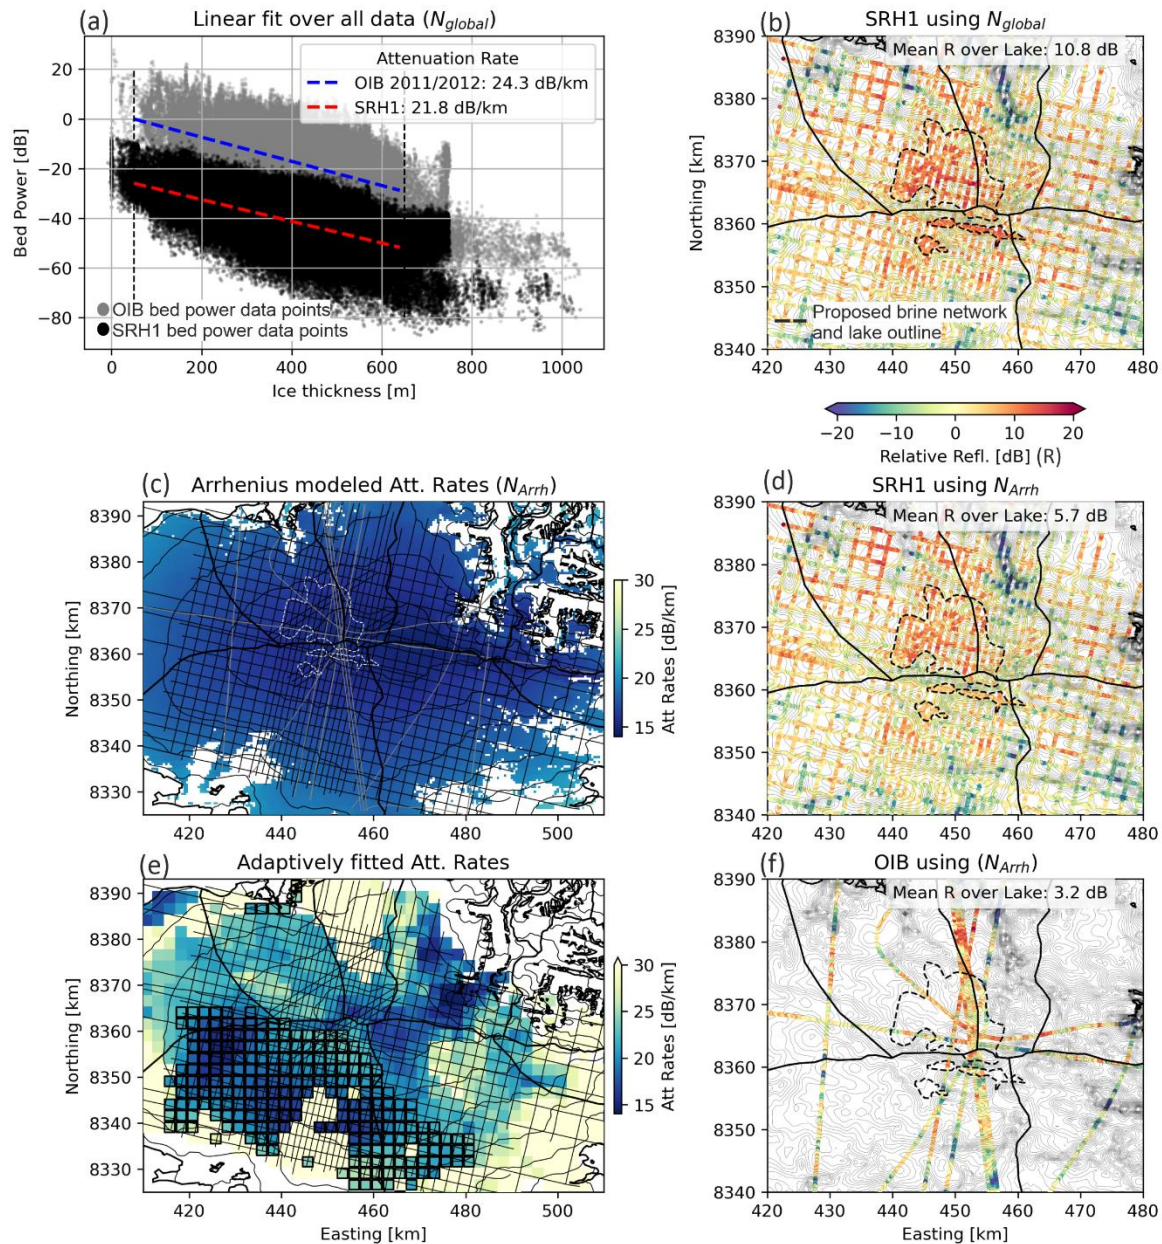 (a)
Linear fit over all data (N_global)
Attenuation Rate
OIB 2011/2012: 24.3 dB/km
SRH1: 21.8 dB/km
20
0
−20
−40
−60
−80
Bed Power [dB]
OIB bed power data points
SRH1 bed power data points
0 200 400 600 800 1000
Ice thickness [m]
(b)
SRH1 using N_global
Mean R over Lake: 10.8 dB
8390
8380
8370
8360
8350
8340
Northing [km]
Proposed brine network
and lake outline
420 430 440 450 460 470 480
−20 −10 0 10 20
Relative Refl. [dB] (R)
(c)
Arrhenius modeled Att. Rates (N_Arrh)
8390
8380
8370
8360
8350
8340
8330
Northing [km]
420 440 460 480 500
30
25
20
15
Att Rates [dB/km]
(d)
SRH1 using N_Arrh
Mean R over Lake: 5.7 dB
8390
8380
8370
8360
8350
8340
420 430 440 450 460 470 480
(e)
Adaptively fitted Att. Rates
8390
8380
8370
8360
8350
8340
8330
Northing [km]
420 440 460 480 500
Easting [km]
30
25
20
15
Att Rates [dB/km]
(f)
OIB using (N_Arrh)
Mean R over Lake: 3.2 dB
8390
8380
8370
8360
8350
8340
420 430 440 450 460 470 480
Easting [km]